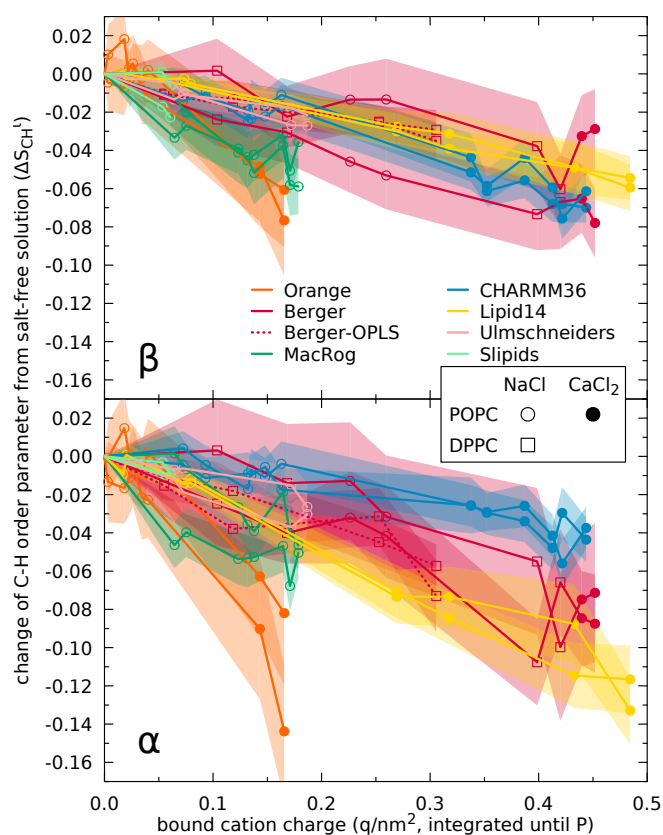 0.02
0.00
-0.02
-0.04
-0.06
-0.08
-0.10
-0.12
-0.14
-0.16
β
Orange
Berger
Berger-OPLS
MacRog
CHARMM36
Lipid14
Ulmschneiders
Slipids
NaCl CaCl₂
POPC
DPPC
change of C-H order parameter from salt-free solution (ΔS_CHⁱ)
0.02
0.00
-0.02
-0.04
-0.06
-0.08
-0.10
-0.12
-0.14
-0.16
α
0.0 0.1 0.2 0.3 0.4 0.5
bound cation charge (q/nm², integrated until P)